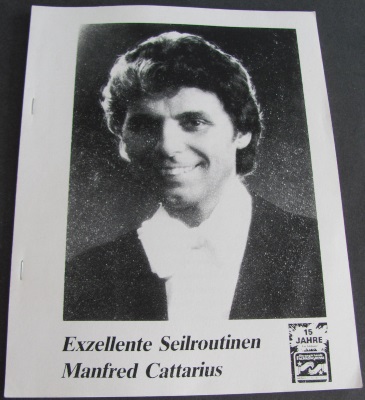 Exzellente Seilroutinen
Manfred Cattarius
15
JAHRE